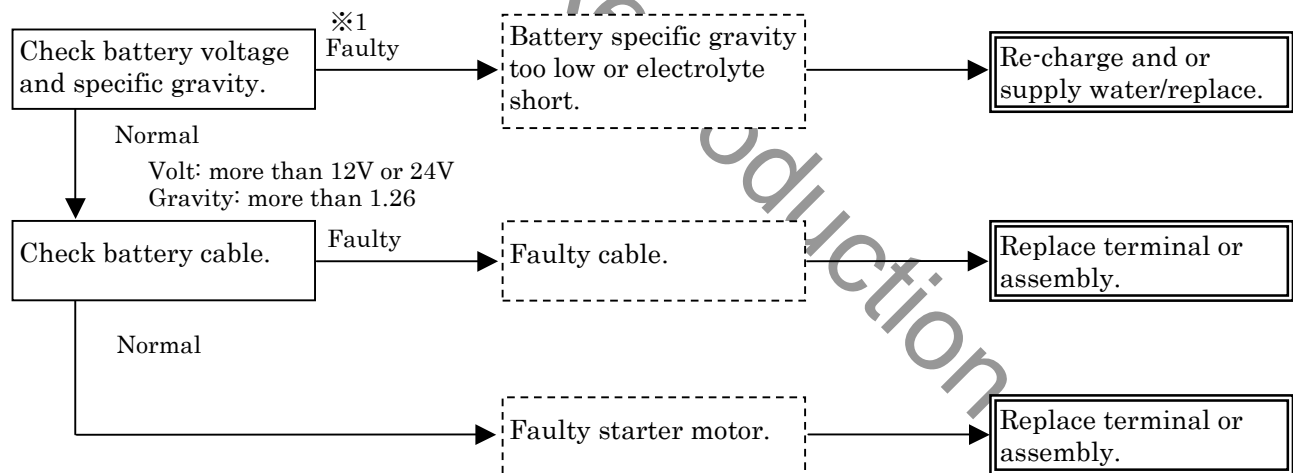 ※1
Faulty
Check battery voltage
and specific gravity.
Battery specific gravity
too low or electrolyte
short.
Re-charge and or
supply water/replace.
Normal
Volt: more than 12V or 24V
Gravity: more than 1.26
Check battery cable.
Faulty
Faulty cable.
Replace terminal or
assembly.
Normal
Faulty starter motor.
Replace terminal or
assembly.